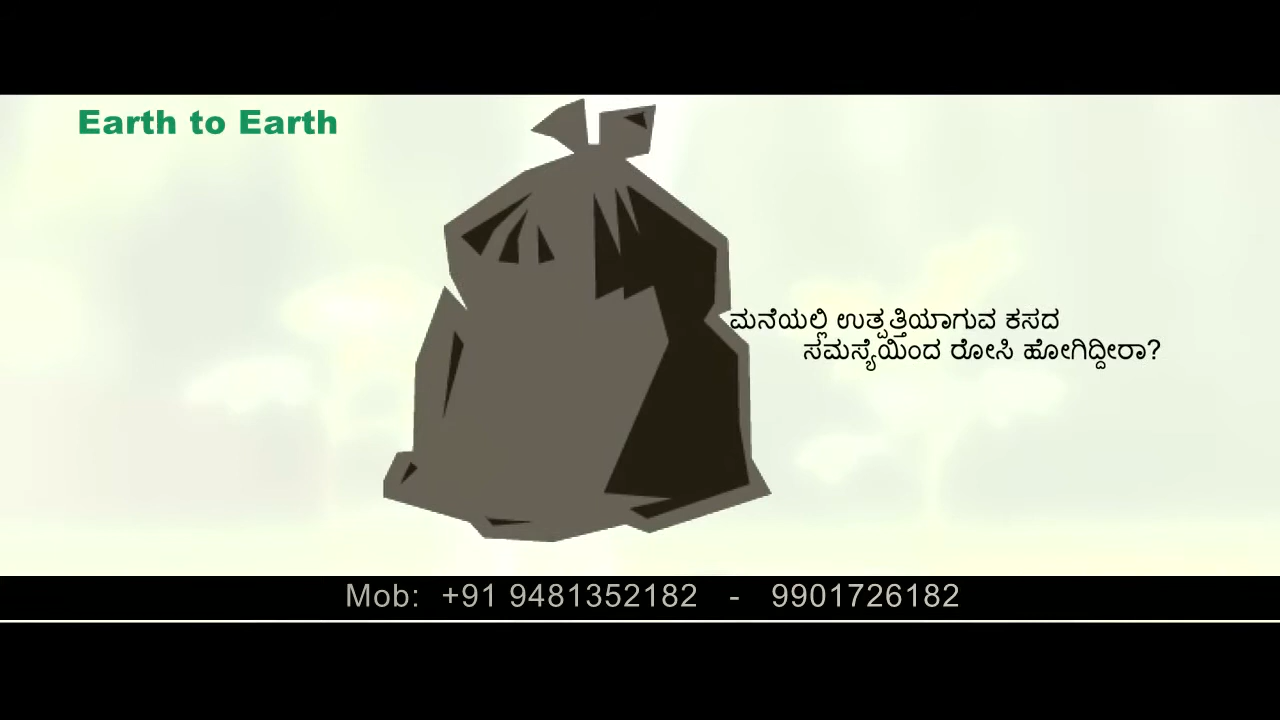 Earth to Earth
ಮನೆಯಲ್ಲಿ ಉತ್ಪತ್ತಿಯಾಗುವ ಕಸದ
ಸಮಸ್ಯೆಯಿಂದ ರೋಸಿ ಹೋಗಿದ್ದೀರಾ?
Mob: +91 9481352182 - 9901726182